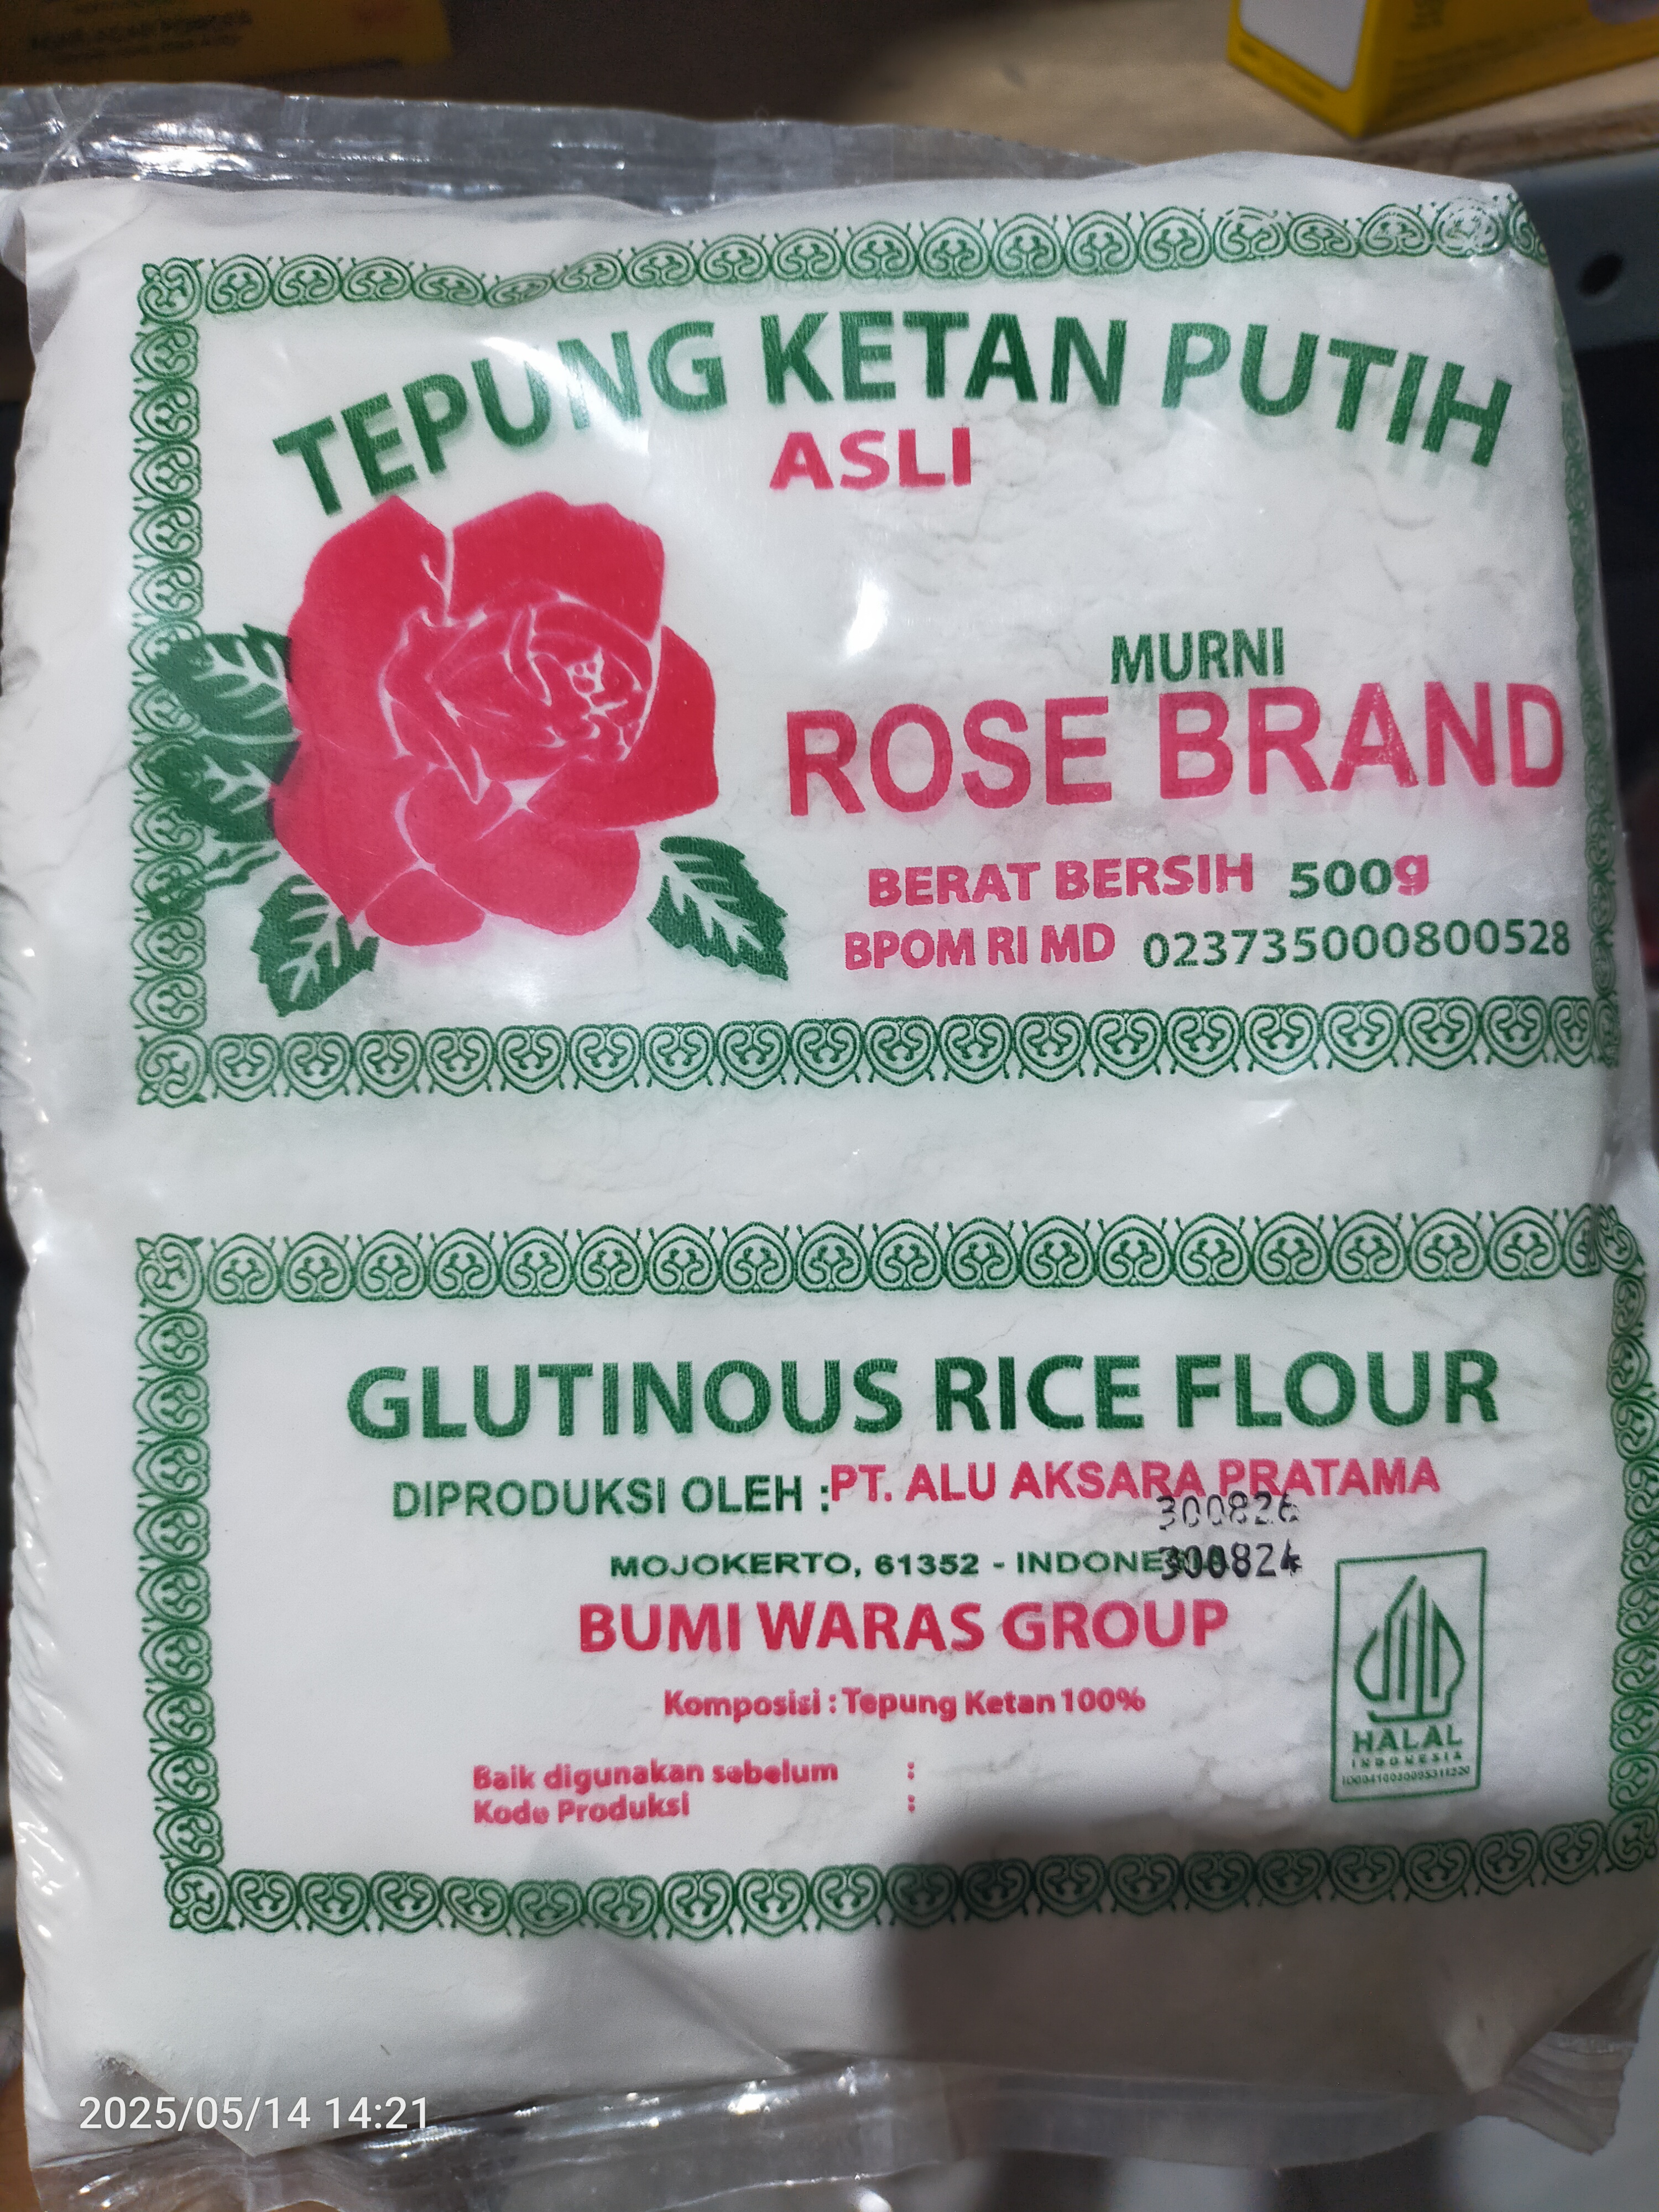 TEPUNG KETAN PUTIH
ASLI
MURNI
ROSE BRAND
BERAT BERSIH 500g
BPOM RI MD 023735000800528
GLUTINOUS RICE FLOUR
DIPRODUKSI OLEH : PT. ALU AKSARA PRATAMA
300826
MOJOKERTO, 61352 - INDONESIA
300824
BUMI WARAS GROUP
Komposisi : Tepung Ketan 100%
HALAL
INDONESIA
Baik digunakan sebelum :
Kode Produksi :
2025/05/14 14:21